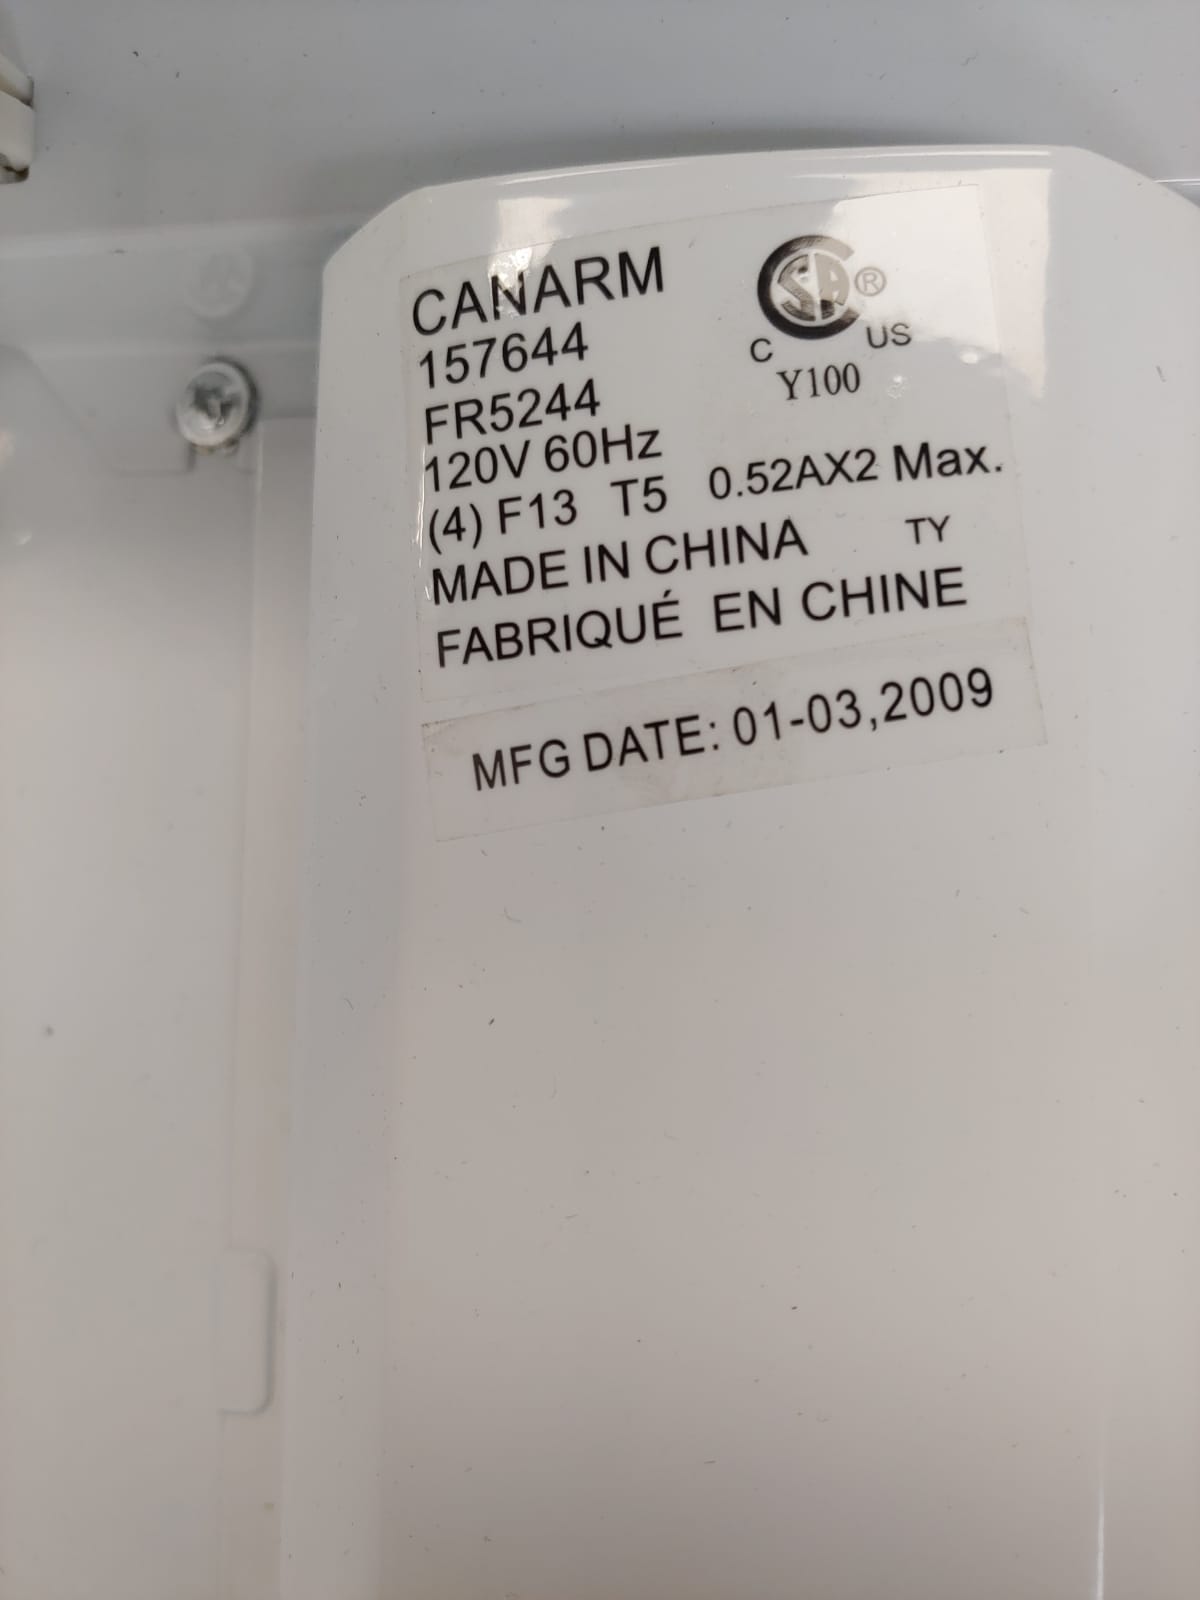 CANARM
157644
FR5244
120V 60Hz
(4) F13 T5 0.52AX2 Max.
MADE IN CHINA TY
FABRIQUÉ EN CHINE
SA®
C US
Y100
MFG DATE: 01-03,2009